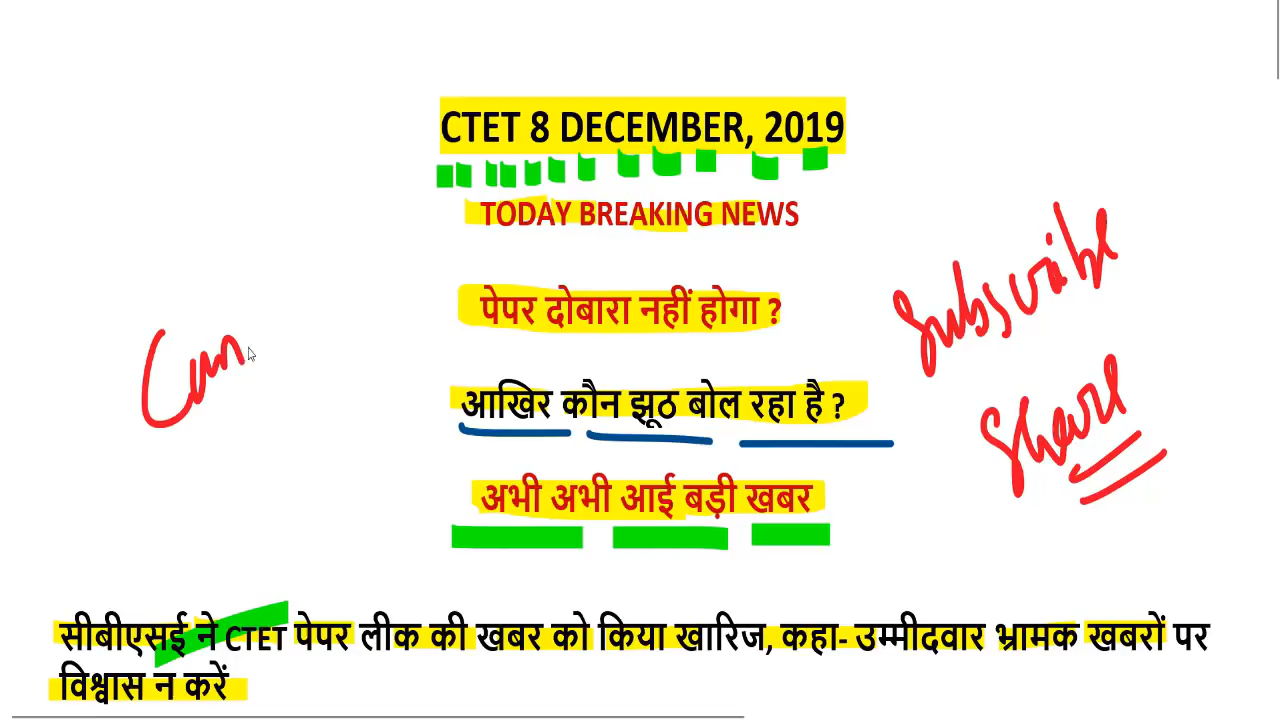 CTET 8 DECEMBER, 2019
TODAY BREAKING NEWS
पेपर दोबारा नहीं होगा ?
Subscribe
आखिर कौन झूठ बोल रहा है ?
Share
अभी अभी आई बड़ी खबर
सीबीएसई ने CTET पेपर लीक की खबर को किया खारिज, कहा- उम्मीदवार भ्रामक खबरों पर
विश्वास न करें